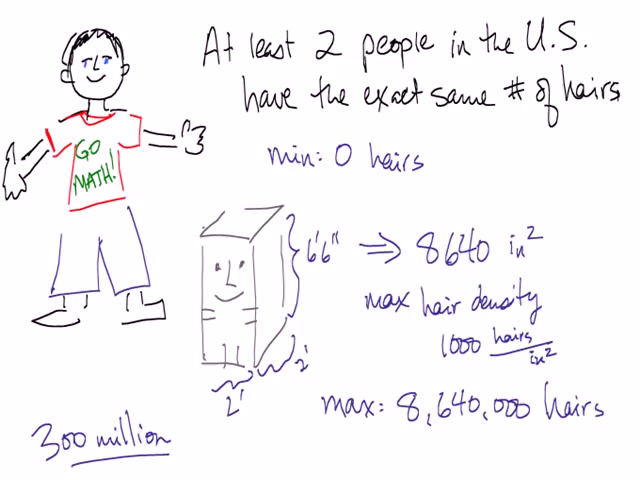 At least 2 people in the U.S.
have the exact same # of hairs
GO
MATH!
min: 0 hairs
6'6" ⇒ 8640 in²
max hair density
1000 hairs/in²
2'
2'
max: 8,640,000 hairs
300 million